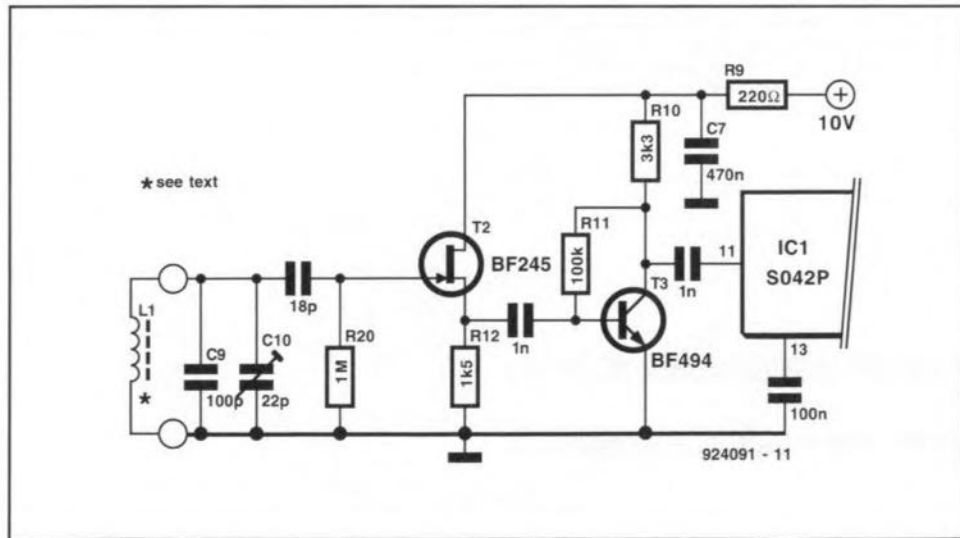 R9
220Ω
10V
R10
3k3
C7
470n
* see text
T2
BF245
R11
100k
11
IC1
S042P
1n
T3
L1
18p
1n
BF494
13
C9
100p
C10
22p
R20
1M
R12
1k5
100n
*
924091 - 11